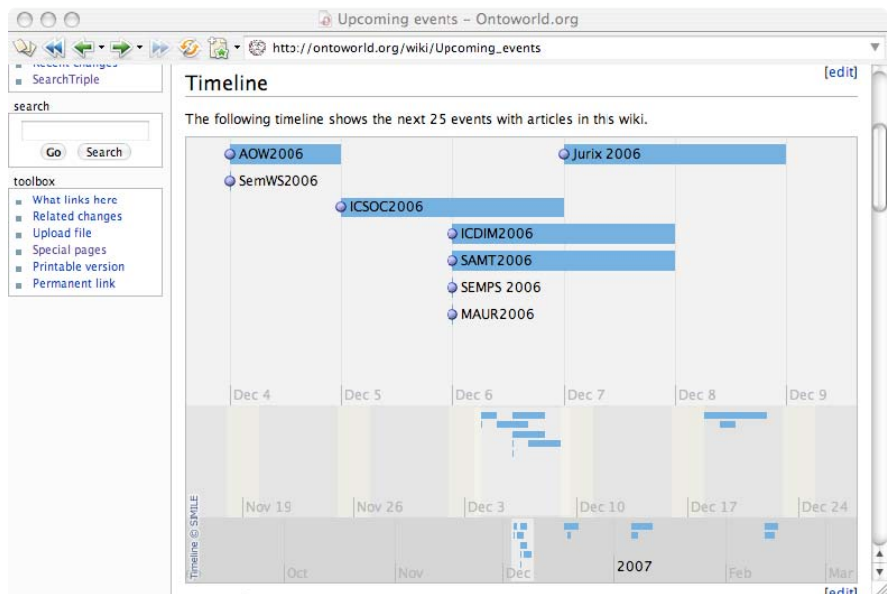 Upcoming events – Ontoworld.org
http://ontoworld.org/wiki/Upcoming_events
Recent changes
SearchTriple
search
Go Search
toolbox
What links here
Related changes
Upload file
Special pages
Printable version
Permanent link
[edit]
Timeline
The following timeline shows the next 25 events with articles in this wiki.
AOW2006 Jurix 2006
SemWS2006
ICSOC2006
ICDIM2006
SAMT2006
SEMPS 2006
MAUR2006
Dec 4 Dec 5 Dec 6 Dec 7 Dec 8 Dec 9
Nov 19 Nov 26 Dec 3 Dec 10 Dec 17 Dec 24
Oct Nov Dec 2007 Feb Mar
Timeline © SIMILE
[edit]